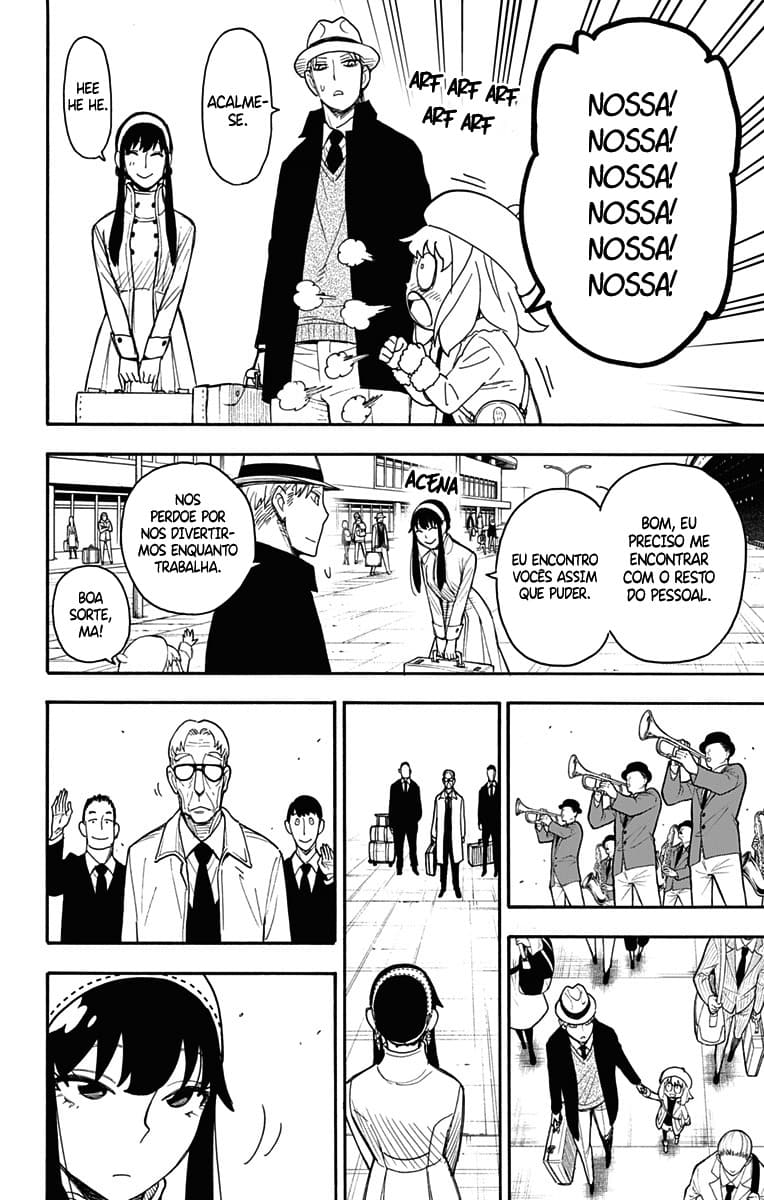 NOSSA!
NOSSA!
NOSSA!
NOSSA!
NOSSA!
NOSSA!
ARF ARF ARF
ARF ARF
ACALME-
SE.
HEE
HE HE.
BOM, EU
PRECISO ME
ENCONTRAR
COM O RESTO
DO PESSOAL.
EU ENCONTRO
VOCÊS ASSIM
QUE PUDER.
ACENA
NOS
PERDOE POR
NOS DIVERTIR-
MOS ENQUANTO
TRABALHA.
BOA
SORTE,
MA!